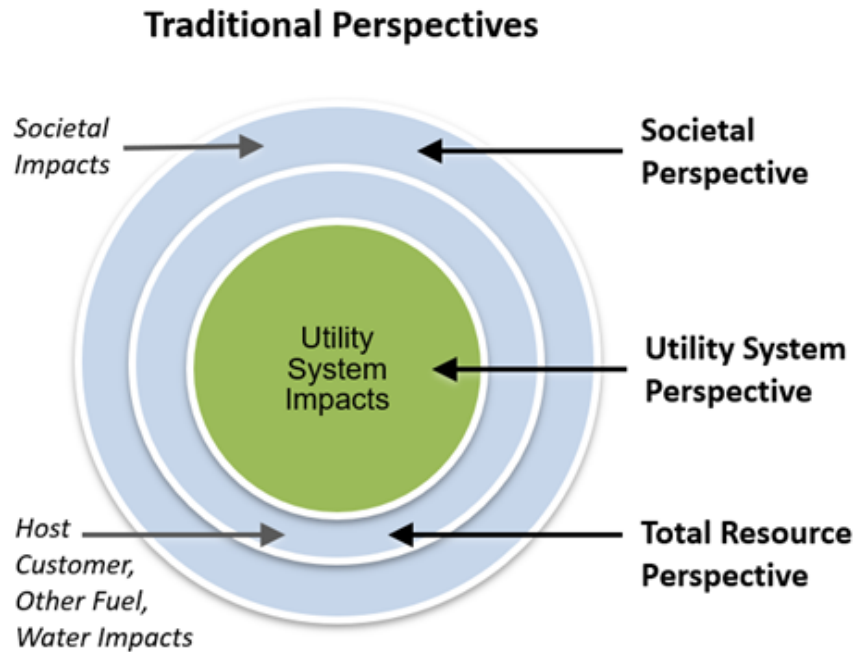 Traditional Perspectives
Societal
Impacts
Societal
Perspective
Utility
System
Impacts
Utility System
Perspective
Host
Customer,
Other Fuel,
Water Impacts
Total Resource
Perspective